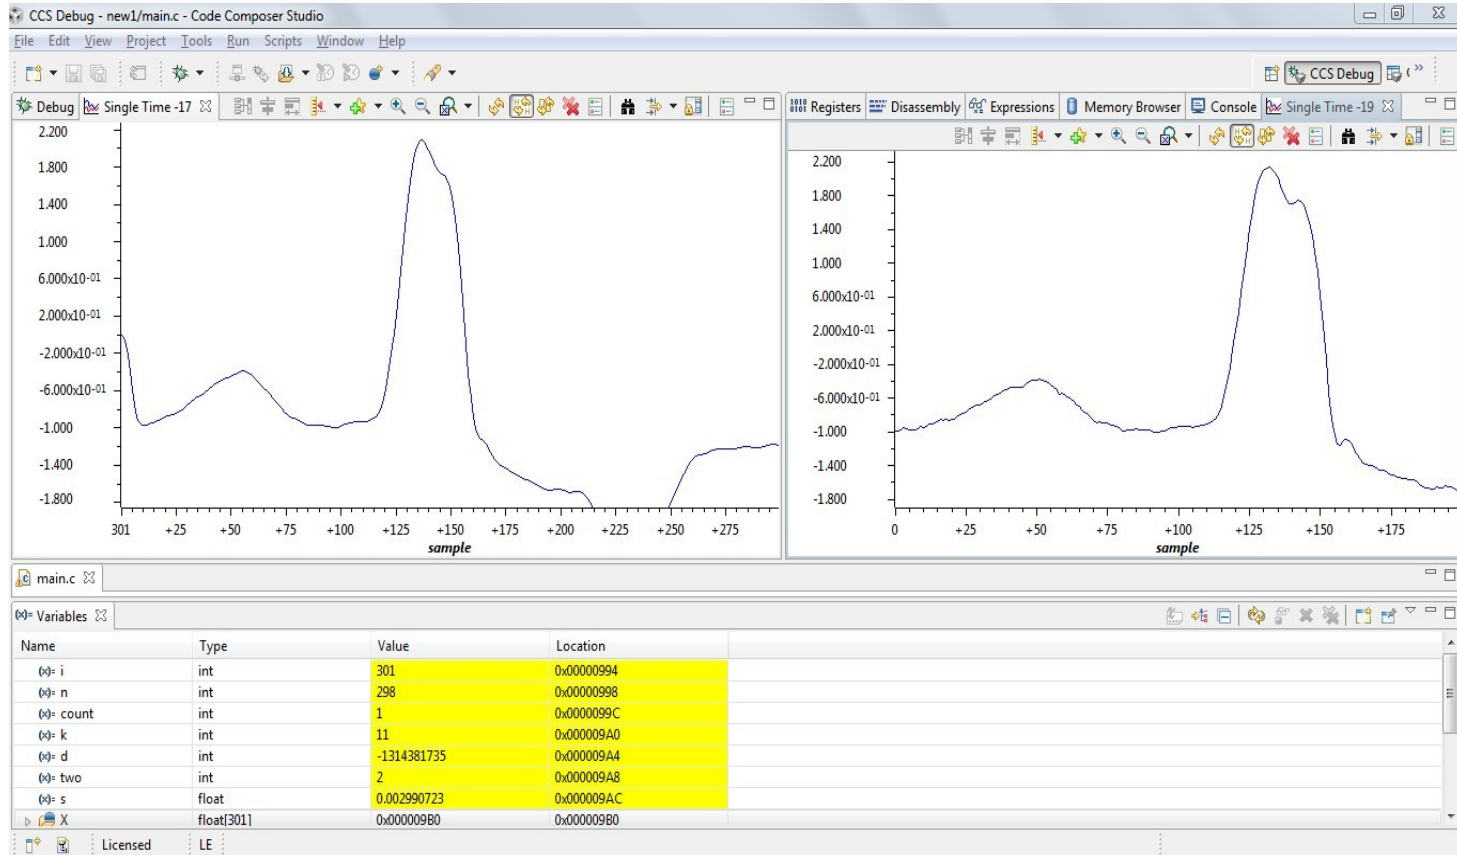 CCS Debug - new1/main.c - Code Composer Studio
File Edit View Project Tools Run Scripts Window Help
CCS Debug
Debug Single Time -17
2.200
1.800
1.400
1.000
6.000x10-01
2.000x10-01
-2.000x10-01
-6.000x10-01
-1.000
-1.400
-1.800
301 +25 +50 +75 +100 +125 +150 +175 +200 +225 +250 +275
sample
Registers Disassembly Expressions Memory Browser Console Single Time -19
2.200
1.800
1.400
1.000
6.000x10-01
2.000x10-01
-2.000x10-01
-6.000x10-01
-1.000
-1.400
-1.800
0 +25 +50 +75 +100 +125 +150 +175
sample
main.c
(x)= Variables
Name Type Value Location
(x)= i int 301 0x00000994
(x)= n int 298 0x00000998
(x)= count int 1 0x0000099C
(x)= k int 11 0x000009A0
(x)= d int -1314381735 0x000009A4
(x)= two int 2 0x000009A8
(x)= s float 0.002990723 0x000009AC
X float[301] 0x000009B0 0x000009B0
Licensed LE